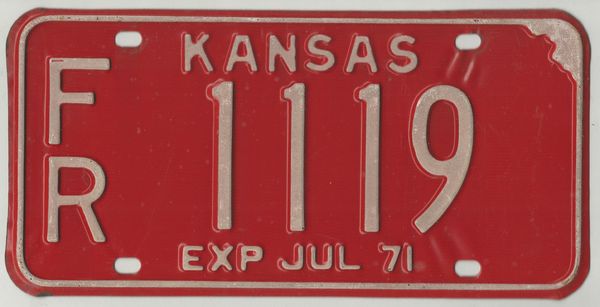 KANSAS
FR 1119
EXP JUL 71